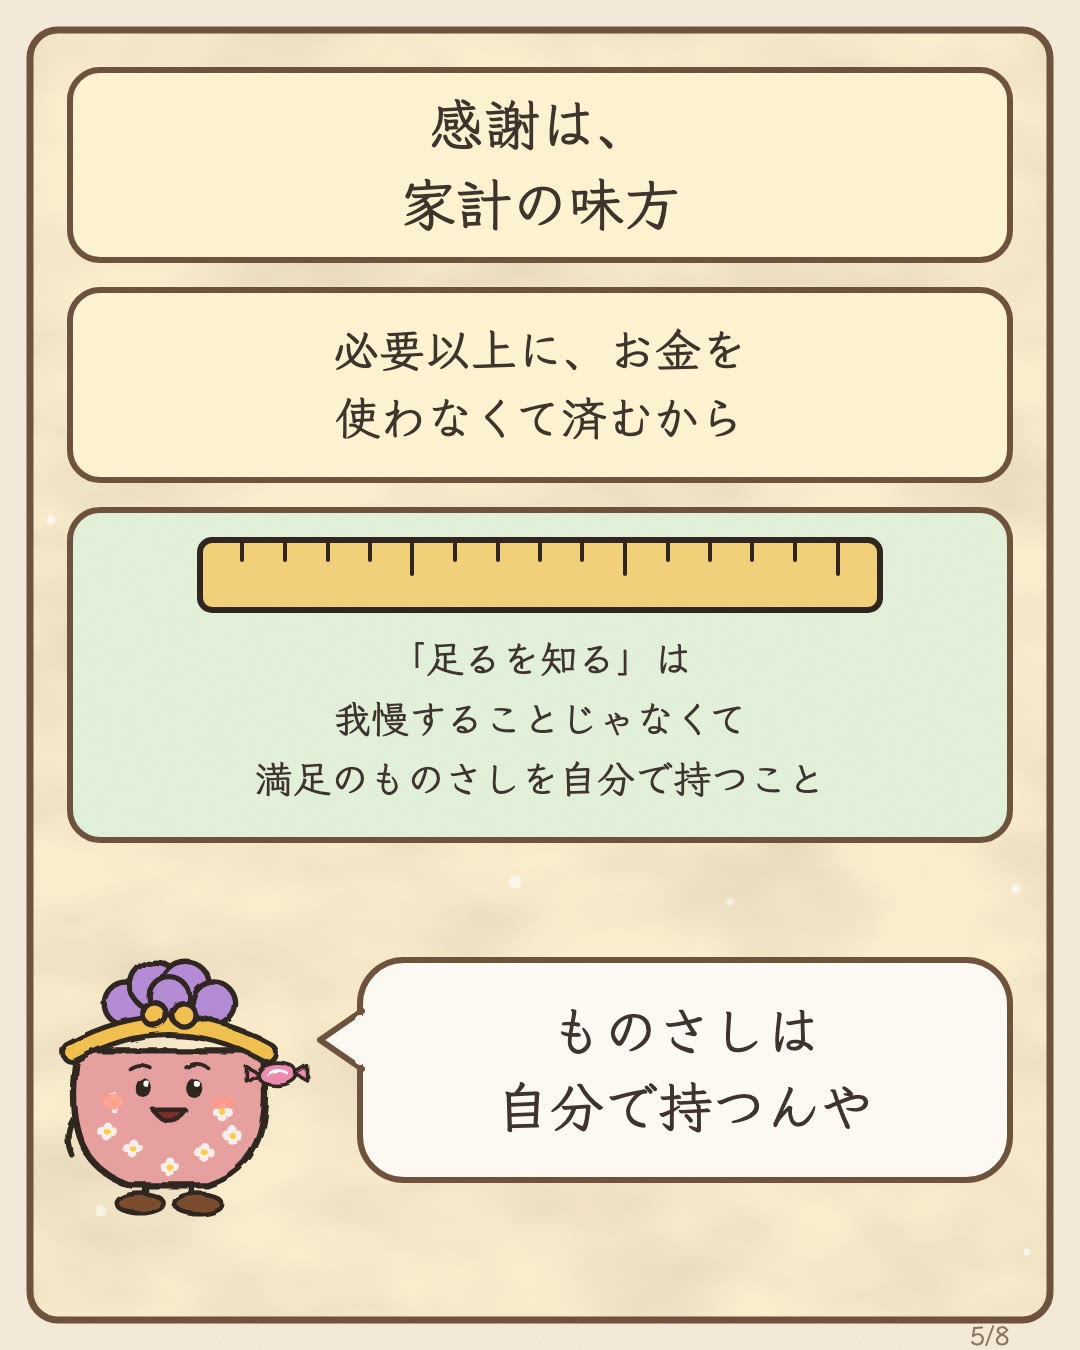 感謝は、
家計の味方
必要以上に、お金を
使わなくて済むから
「足るを知る」は
我慢することじゃなくて
満足のものさしを自分で持つこと
ものさしは
自分で持つんや
5/8